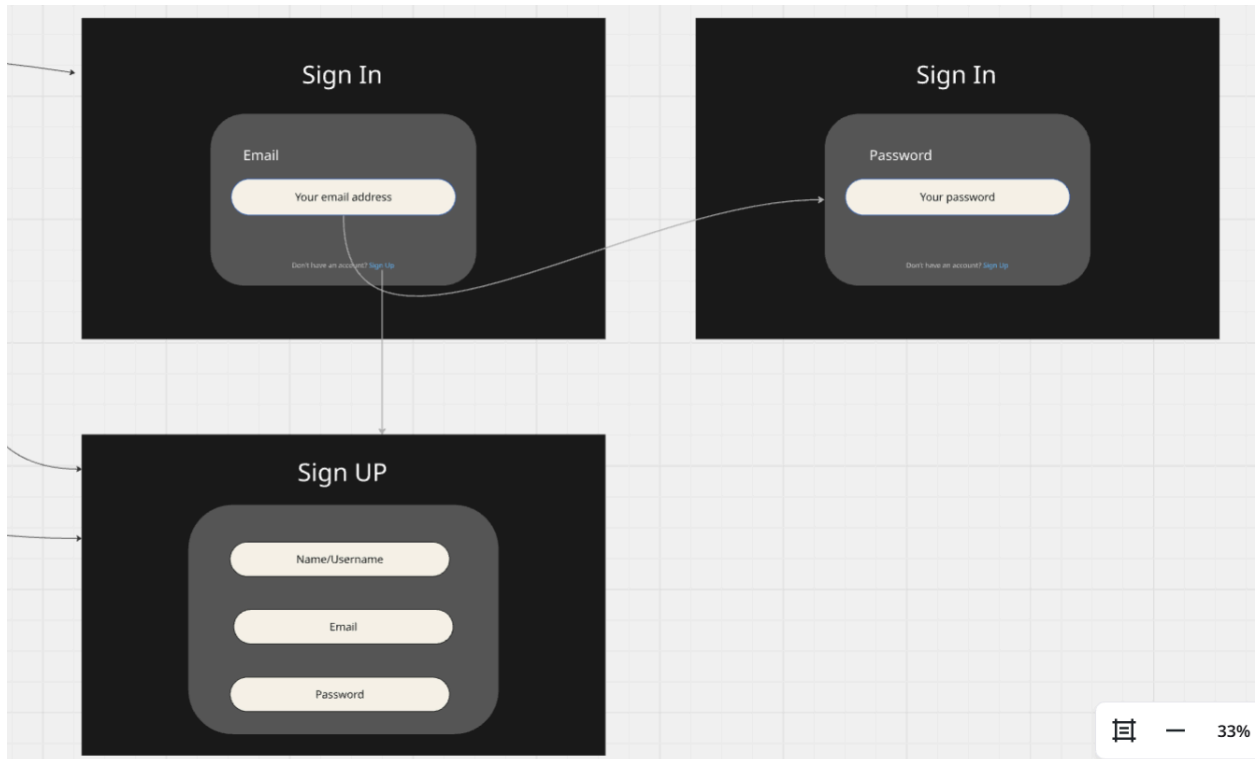 Sign In
Email
Your email address
Don't have an account? Sign Up
Sign In
Password
Your password
Don't have an account? Sign Up
Sign UP
Name/Username
Email
Password
33%